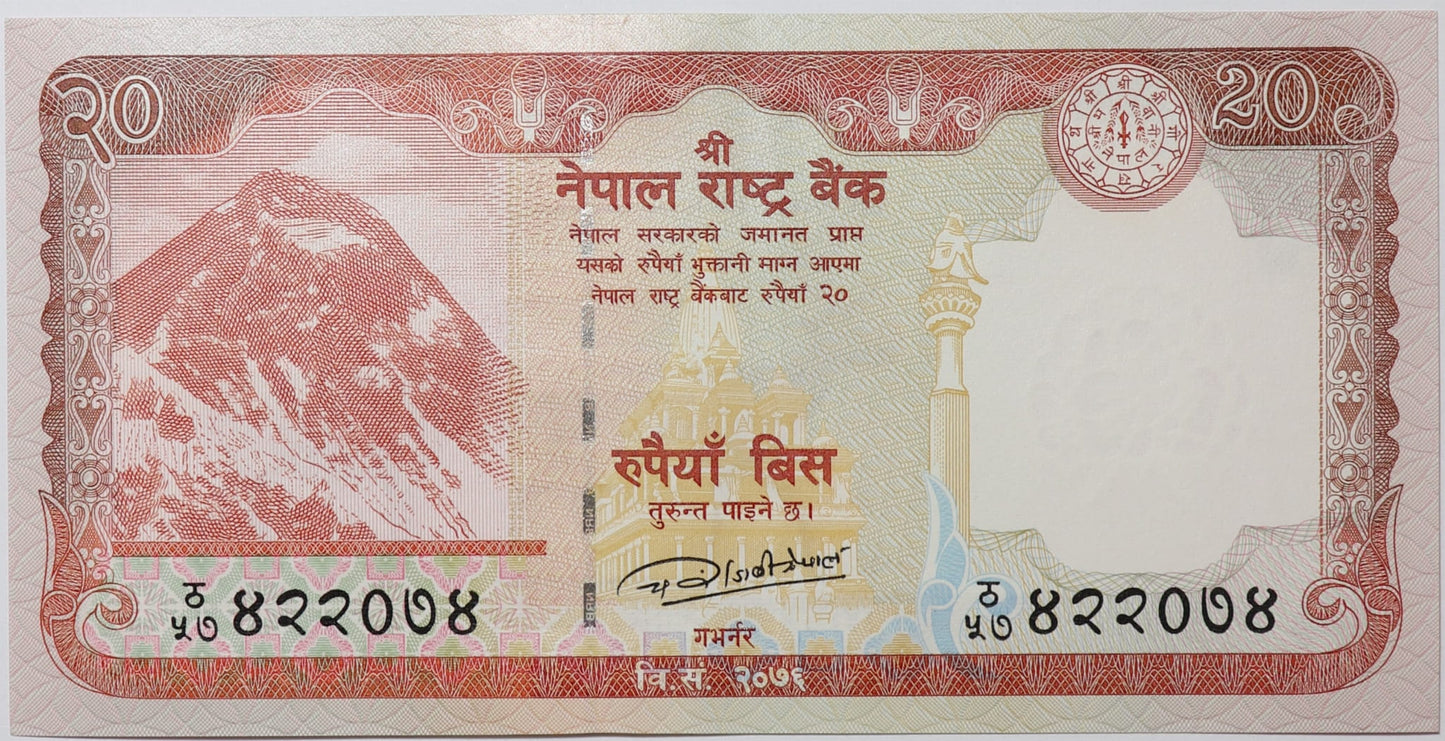 २०
20
श्री
नेपाल राष्ट्र बैंक
नेपाल सरकारको जमानत प्राप्त
यसको रुपैयाँ भुक्तानी माग्न आएमा
नेपाल राष्ट्र बैंकबाट रुपैयाँ २०
रुपैयाँ बिस
तुरुन्त पाइने छ।
ठ
५७ ४२२०७४
ठ
५७ ४२२०७४
गभर्नर
वि.सं. २०७६